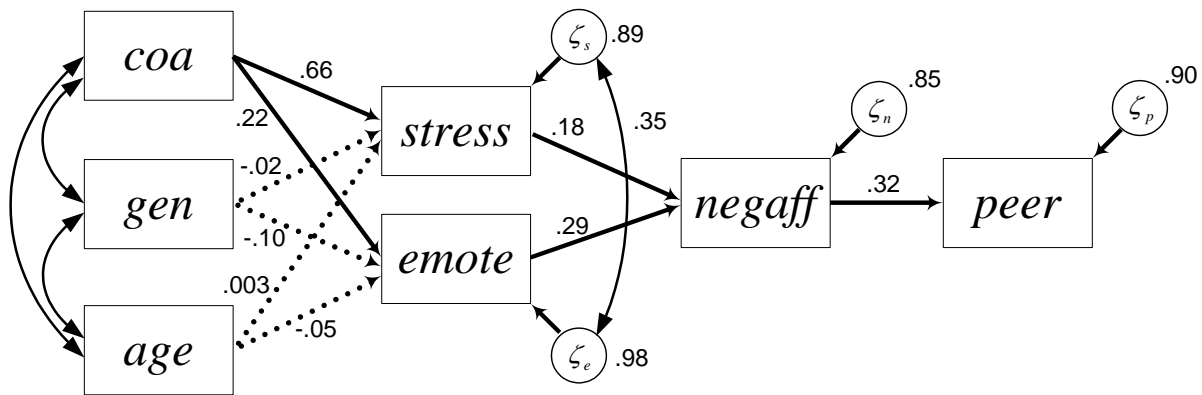 coa
gen
age
.66
.22
-.02
-.10
.003
-.05
stress
emote
ζs
.89
ζe
.98
.35
.18
.29
negaff
ζn
.85
.32
peer
ζp
.90